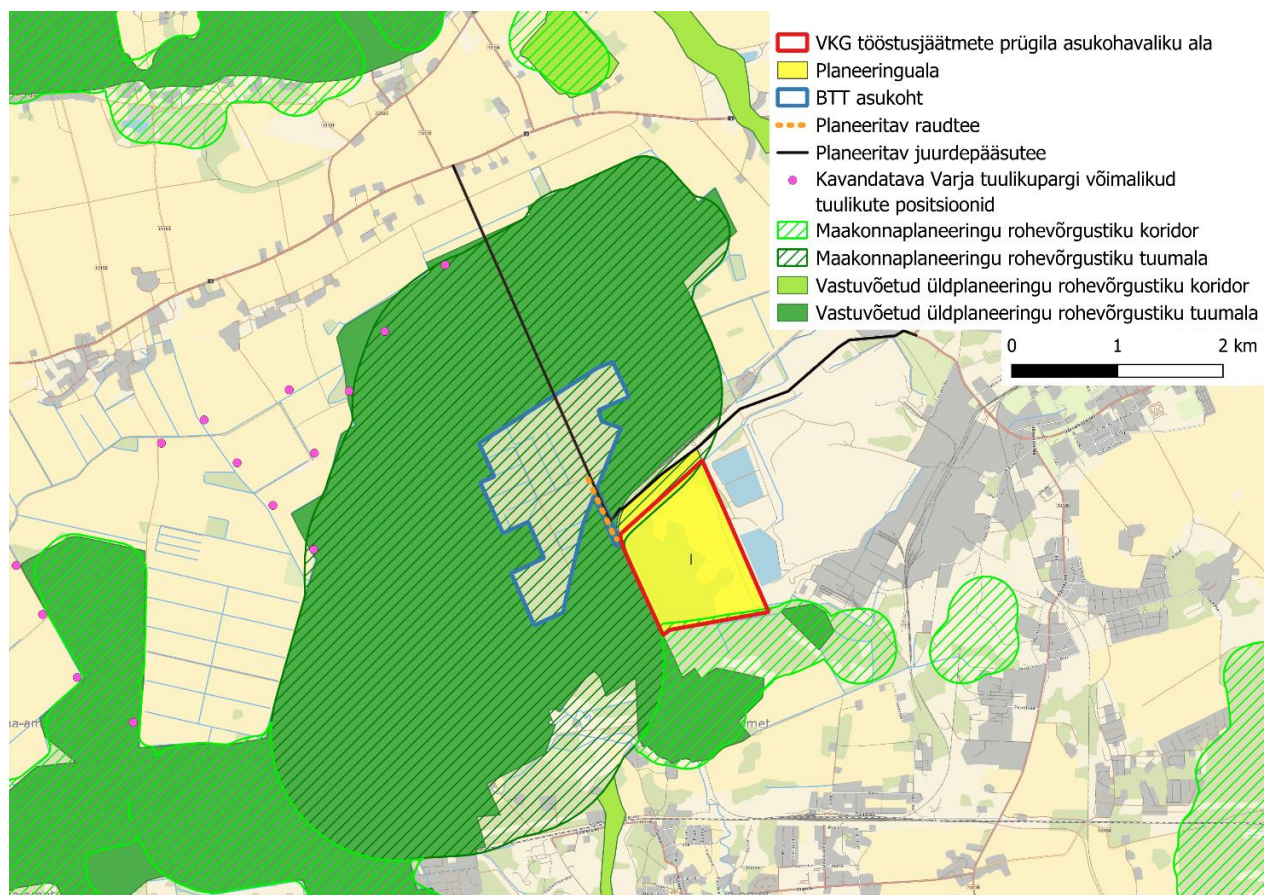 VKG tööstusjäätmete prügila asukohavaliku ala
Planeeringuala
BTT asukoht
Planeeritav raudtee
Planeeritav juurdepääsutee
Kavandatava Varja tuulikupargi võimalikud
tuulikute positsioonid
Maakonnaplaneeringu rohevõrgustiku koridor
Maakonnaplaneeringu rohevõrgustiku tuumala
Vastuvõetud üldplaneeringu rohevõrgustiku koridor
Vastuvõetud üldplaneeringu rohevõrgustiku tuumala
0 1 2 km
I